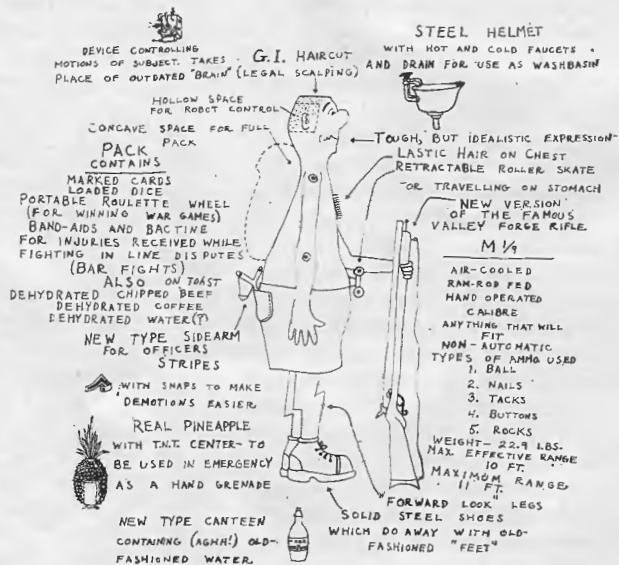 DEVICE CONTROLLING
MOTIONS OF SUBJECT. TAKES
PLACE OF OUTDATED "BRAIN"
G.I. HAIRCUT
(LEGAL SCALPING)
STEEL HELMET
WITH HOT AND COLD FAUCETS
AND DRAIN FOR USE AS WASHBASIN
HOLLOW SPACE
FOR ROBOT CONTROL
CONCAVE SPACE FOR FULL
PACK
TOUGH, BUT IDEALISTIC EXPRESSION
LASTIC HAIR ON CHEST
RETRACTABLE ROLLER SKATE
OR TRAVELLING ON STOMACH
PACK
CONTAINS
MARKED CARDS
LOADED DICE
PORTABLE ROULETTE WHEEL
(FOR WINNING WAR GAMES)
BAND-AIDS AND BACTINE
FOR INJURIES RECEIVED WHILE
FIGHTING IN LINE DISPUTES
(BAR FIGHTS)
ALSO ON TOAST
DEHYDRATED CHIPPED BEEF
DEHYDRATED COFFEE
DEHYDRATED WATER(?)
NEW TYPE SIDEARM
FOR OFFICERS
STRIPES
WITH SNAPS TO MAKE
DEMOTIONS EASIER
REAL PINEAPPLE
WITH T.N.T. CENTER- TO
BE USED IN EMERGENCY
AS A HAND GRENADE
NEW TYPE CANTEEN
CONTAINING (AGHH!) OLD-
FASHIONED WATER
NEW VERSION
OF THE FAMOUS
VALLEY FORGE RIFLE
M 1/9
AIR-COOLED
RAM-ROD FED
HAND OPERATED
CALIBRE
ANYTHING THAT WILL
FIT
NON-AUTOMATIC
TYPES OF AMMO USED
1. BALL
2. NAILS
3. TACKS
4. BUTTONS
5. ROCKS
WEIGHT- 22.9 LBS.
MAX. EFFECTIVE RANGE
10 FT.
MAXIMUM RANGE
11 FT.
"FORWARD LOOK" LEGS
SOLID STEEL SHOES
WHICH DO AWAY WITH OLD-
FASHIONED "FEET"